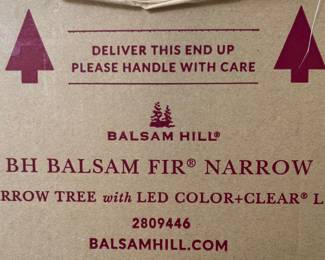 DELIVER THIS END UP
PLEASE HANDLE WITH CARE
BALSAM HILL®
BH BALSAM FIR® NARROW
TREE with LED COLOR+CLEAR®
2809446
BALSAMHILL.COM